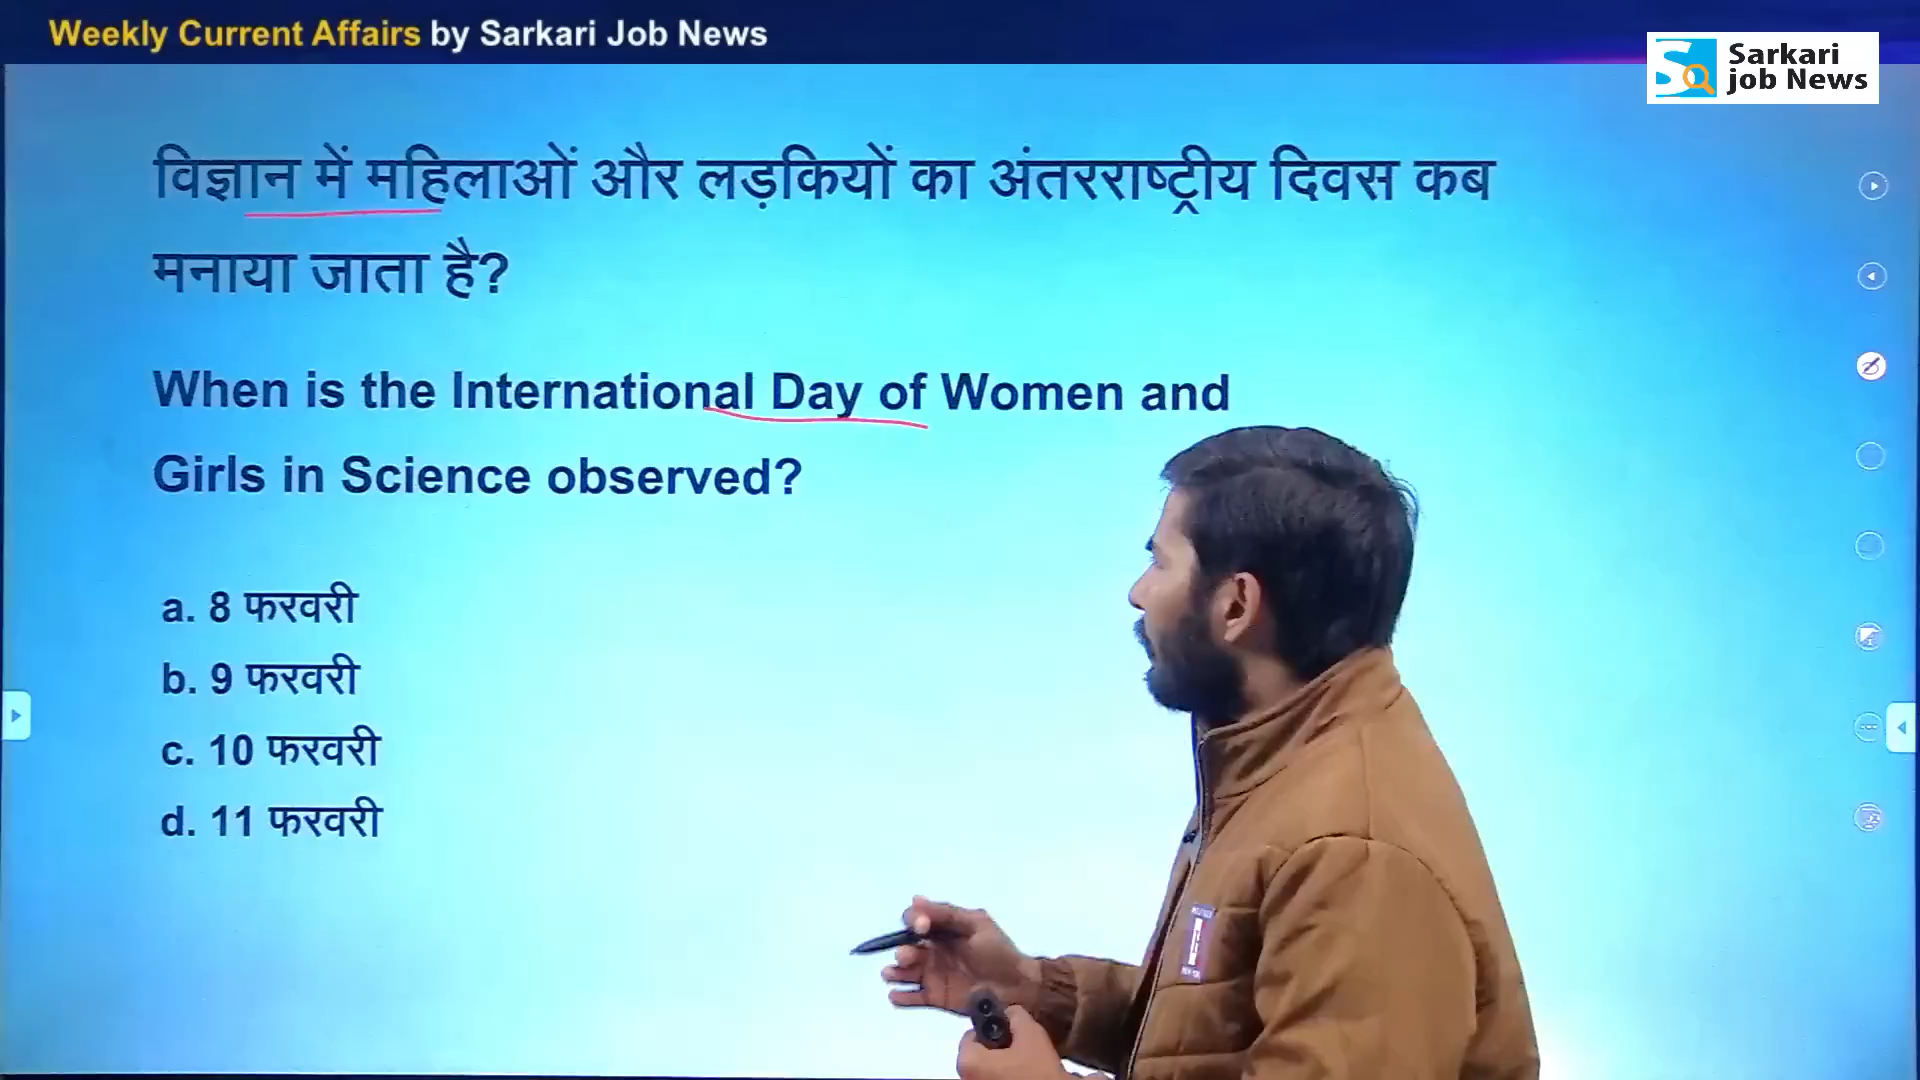 Weekly Current Affairs by Sarkari Job News
Sarkari
job News
विज्ञान में महिलाओं और लड़कियों का अंतरराष्ट्रीय दिवस कब
मनाया जाता है?
When is the International Day of Women and
Girls in Science observed?
a. 8 फरवरी
b. 9 फरवरी
c. 10 फरवरी
d. 11 फरवरी